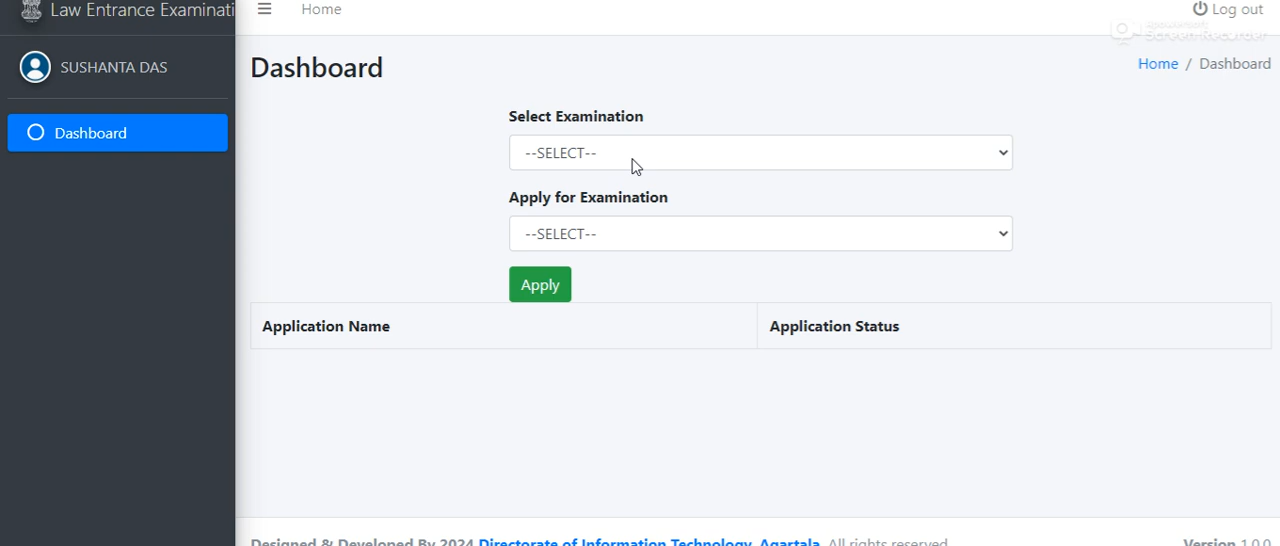 Law Entrance Examinati
Home
Log out
Screen Recorder
SUSHANTA DAS
Dashboard
Home / Dashboard
Dashboard
Select Examination
--SELECT--
Apply for Examination
--SELECT--
Apply
Application Name
Application Status
Designed & Developed By 2024 Directorate of Information Technology, Agartala. All rights reserved.
Version 1.0.0